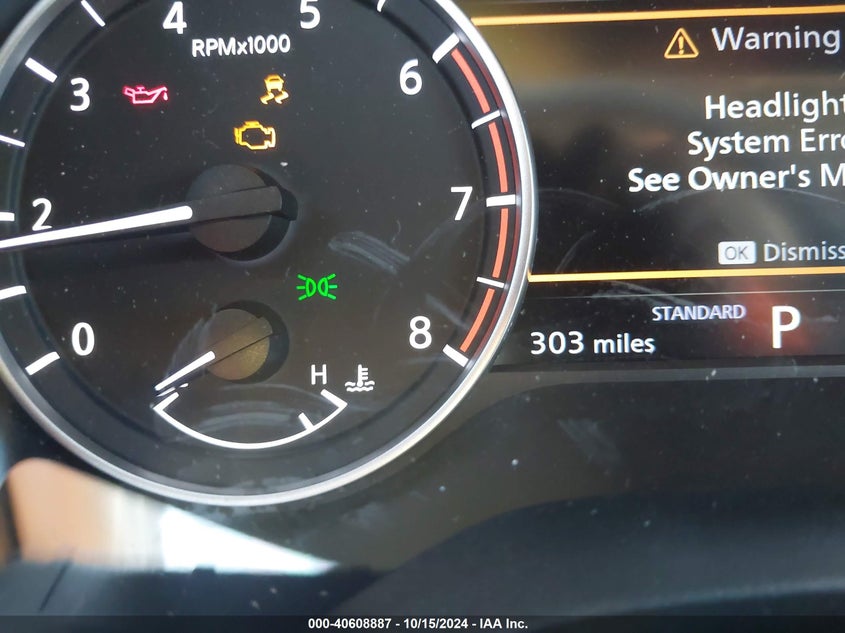 4
5
RPMx1000
3
6
2
7
0
8
H
Warning
Headlight
System Erro
See Owner's M
OK Dismiss
STANDARD
P
303 miles
000-40608887 - 10/15/2024 - IAA Inc.